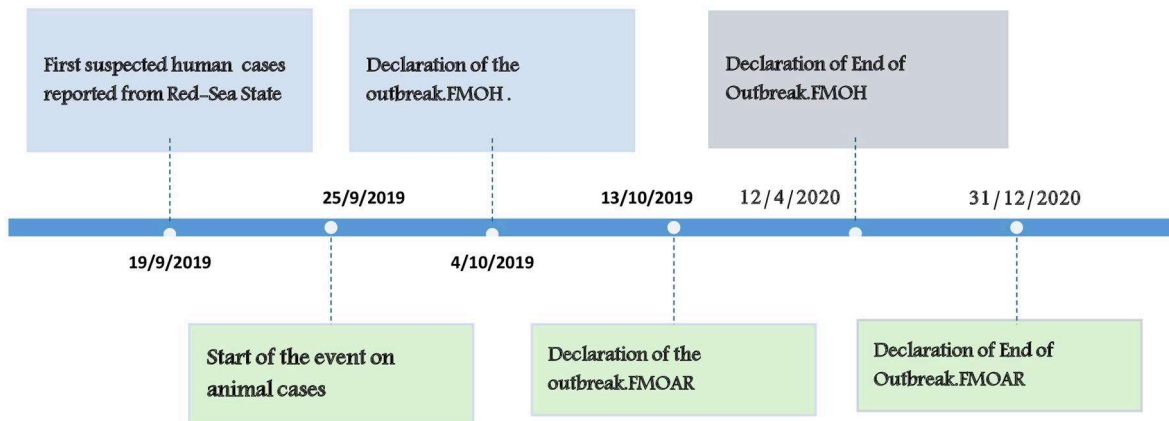 First suspected human cases
reported from Red-Sea State
Declaration of the
outbreak.FMOH .
Declaration of End of
Outbreak.FMOH
25/9/2019
13/10/2019
12/4/2020
31/12/2020
19/9/2019
4/10/2019
Start of the event on
animal cases
Declaration of the
outbreak.FMOAR
Declaration of End of
Outbreak.FMOAR